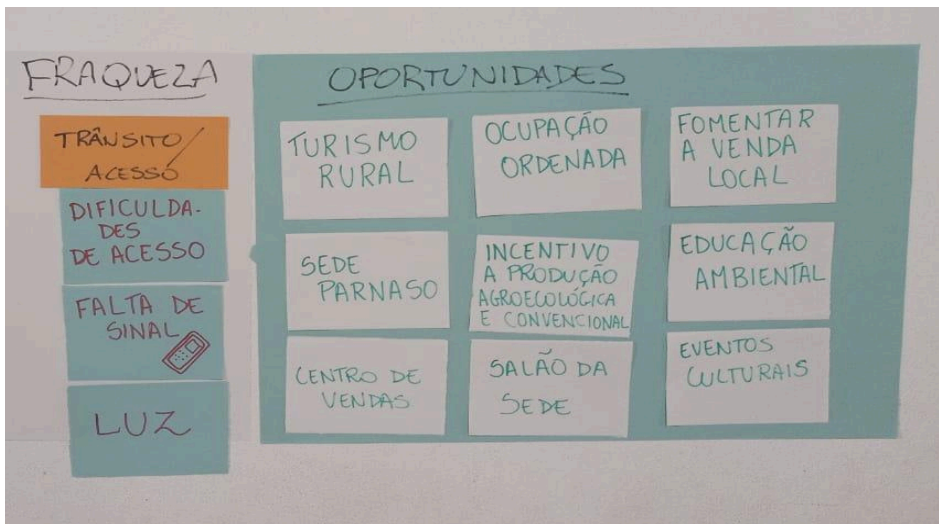 FRAQUEZA
TRÂNSITO/
ACESSO
DIFICULDA-
DES
DE ACESSO
FALTA DE
SINAL
LUZ
OPORTUNIDADES
TURISMO
RURAL
OCUPAÇÃO
ORDENADA
FOMENTAR
A VENDA
LOCAL
SEDE
PARNASO
INCENTIVO
A PRODUÇÃO
AGROECOLÓGICA
E CONVENCIONAL
EDUCAÇÃO
AMBIENTAL
CENTRO DE
VENDAS
SALÃO DA
SEDE
EVENTOS
CULTURAIS